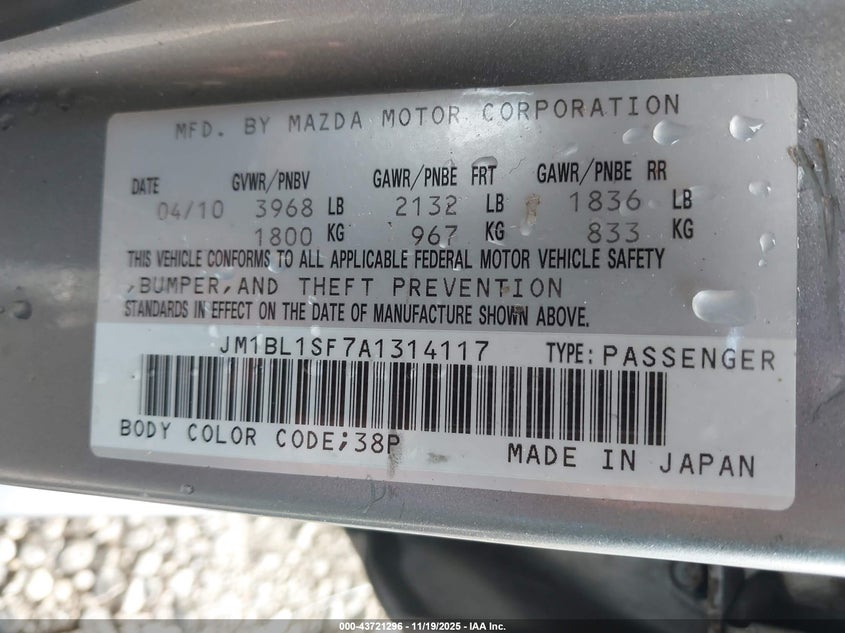 MFD. BY MAZDA MOTOR CORPORATION
DATE GVWR/PNBV GAWR/PNBE FRT GAWR/PNBE RR
04/10 3968 LB 2132 LB 1836 LB
1800 KG 967 KG 833 KG
THIS VEHICLE CONFORMS TO ALL APPLICABLE FEDERAL MOTOR VEHICLE SAFETY
,BUMPER,AND THEFT PREVENTION
STANDARDS IN EFFECT ON THE DATE OF MANUFACTURE SHOWN ABOVE.
JM1BL1SF7A1314117 TYPE: PASSENGER
BODY COLOR CODE;38P
MADE IN JAPAN
000-43721296 - 11/19/2025 - IAA Inc.